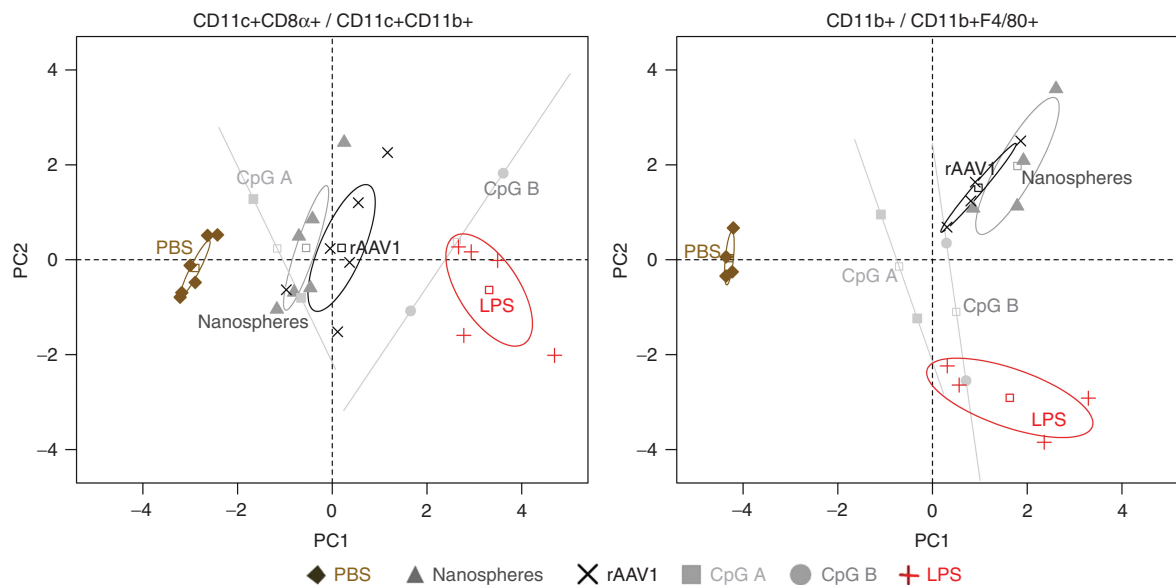 CD11c+CD8α+ / CD11c+CD11b+
CD11b+ / CD11b+F4/80+
4
2
0
−2
−4
PC2
CpG A
CpG B
PBS
rAAV1
Nanospheres
LPS
−4
−2
0
2
4
PC1
4
2
0
−2
−4
PC2
rAAV1
Nanospheres
PBS
CpG A
CpG B
LPS
−4
−2
0
2
4
PC1
PBS
Nanospheres
rAAV1
CpG A
CpG B
LPS